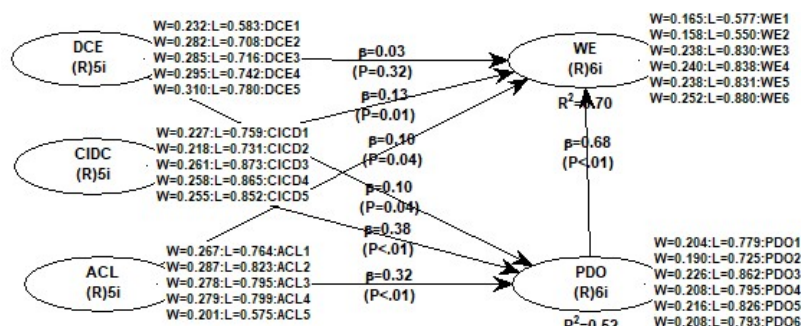 DCE
(R)5i
W=0.232:L=0.583:DCE1
W=0.282:L=0.708:DCE2
W=0.285:L=0.716:DCE3
W=0.295:L=0.742:DCE4
W=0.310:L=0.780:DCE5
β=0.03
(P=0.32)
WE
(R)6i
R²=0.70
W=0.165:L=0.577:WE1
W=0.158:L=0.550:WE2
W=0.238:L=0.830:WE3
W=0.240:L=0.838:WE4
W=0.238:L=0.831:WE5
W=0.252:L=0.880:WE6
β=0.13
(P=0.01)
CIDC
(R)5i
W=0.227:L=0.759:CICD1
W=0.218:L=0.731:CICD2
W=0.261:L=0.873:CICD3
W=0.258:L=0.865:CICD4
W=0.255:L=0.852:CICD5
β=0.10
(P=0.04)
β=0.68
(P<.01)
β=0.10
(P=0.04)
β=0.38
(P<.01)
ACL
(R)5i
W=0.267:L=0.764:ACL1
W=0.287:L=0.823:ACL2
W=0.278:L=0.795:ACL3
W=0.279:L=0.799:ACL4
W=0.201:L=0.575:ACL5
β=0.32
(P<.01)
PDO
(R)6i
R²=0.52
W=0.204:L=0.779:PDO1
W=0.190:L=0.725:PDO2
W=0.226:L=0.862:PDO3
W=0.208:L=0.795:PDO4
W=0.216:L=0.826:PDO5
W=0.208:L=0.793:PDO6